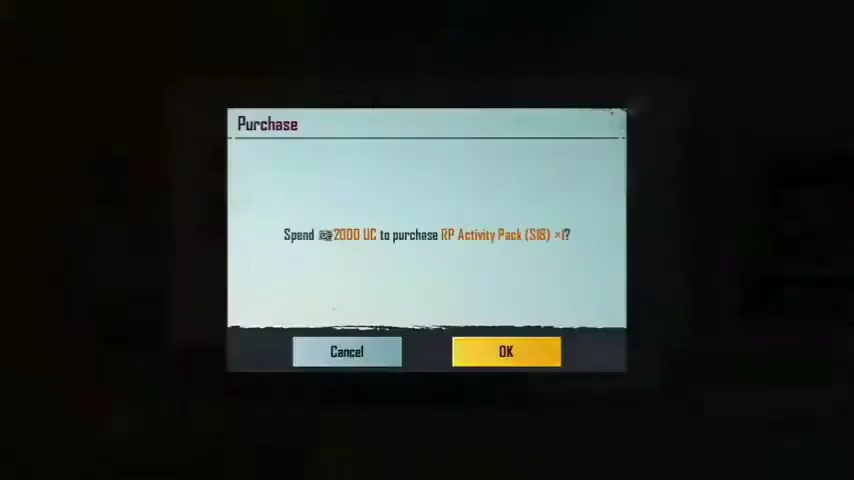 Purchase
Spend 2000 UC to purchase RP Activity Pack (S18) ×1?
Cancel
OK